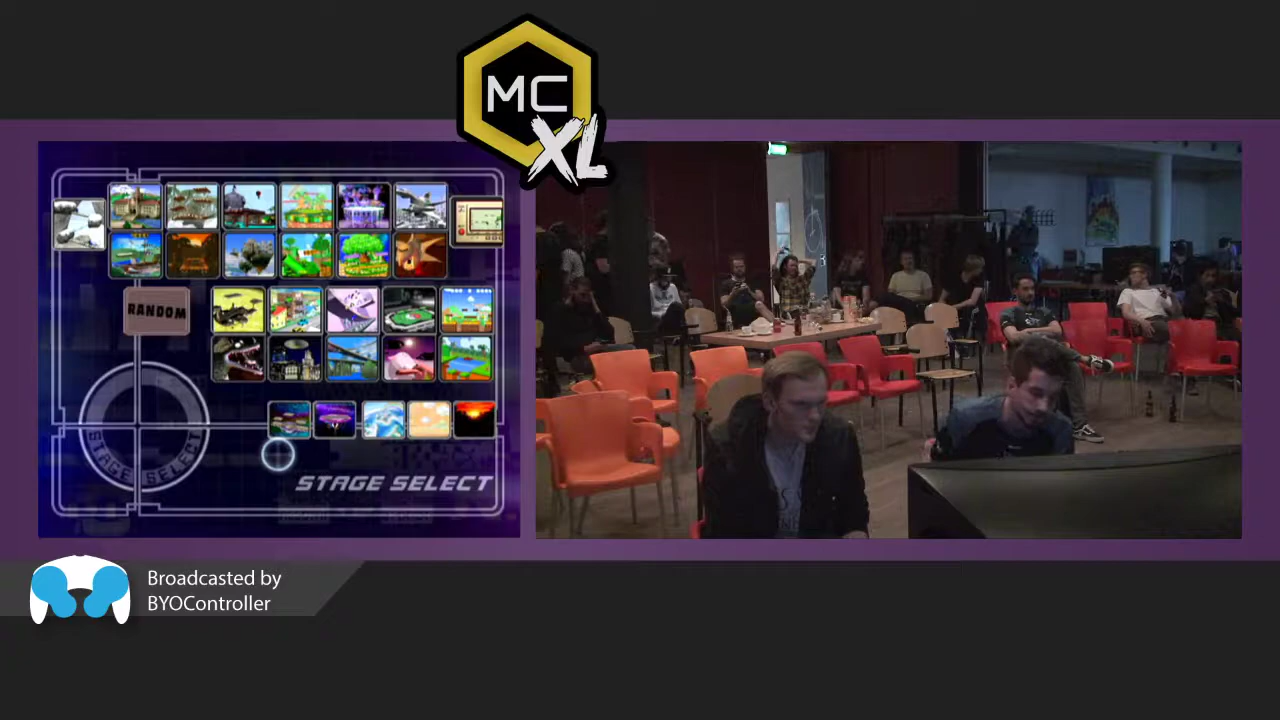 MC
XL
RANDOM
STAGE SELECT
STAGE SELECT
Broadcasted by
BYOController